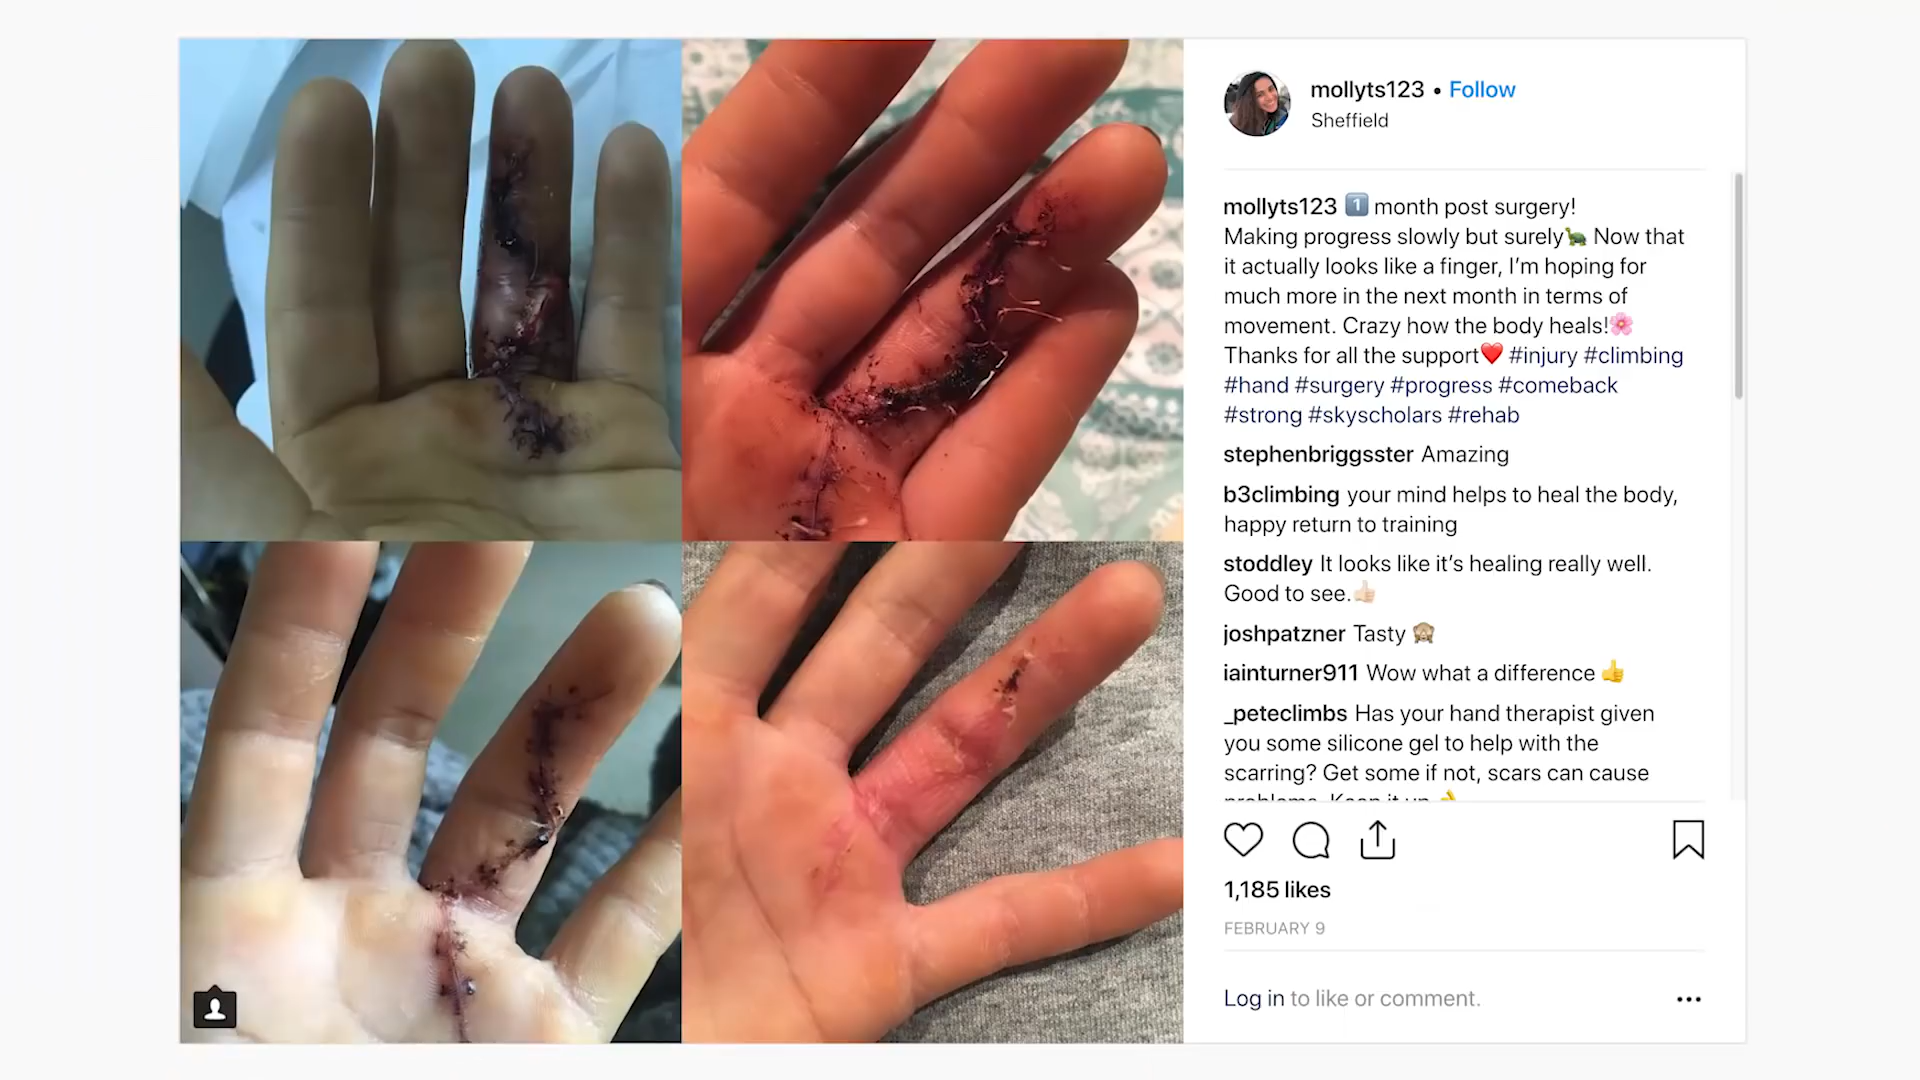 mollyts123 • Follow
Sheffield
mollyts123 1️⃣ month post surgery!
Making progress slowly but surely🐢 Now that
it actually looks like a finger, I’m hoping for
much more in the next month in terms of
movement. Crazy how the body heals!🌸
Thanks for all the support❤️ #injury #climbing
#hand #surgery #progress #comeback
#strong #skyscholars #rehab
stephenbriggsster Amazing
b3climbing your mind helps to heal the body,
happy return to training
stoddley It looks like it’s healing really well.
Good to see.👍🏻
joshpatzner Tasty 🙈
iainturner911 Wow what a difference 👍
_peteclimbs Has your hand therapist given
you some silicone gel to help with the
scarring? Get some if not, scars can cause
problems. Keep it up 👌
1,185 likes
FEBRUARY 9
Log in to like or comment.